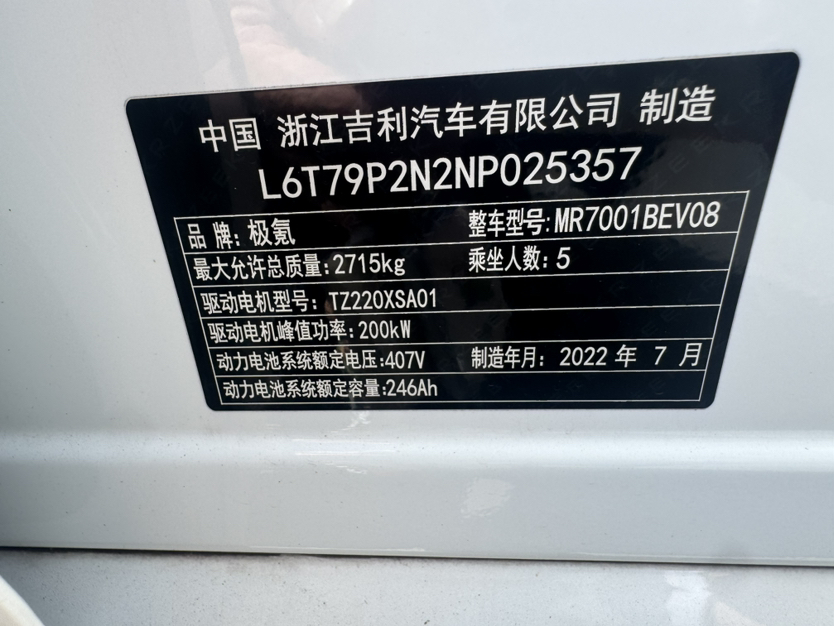 中国 浙江吉利汽车有限公司 制造
L6T79P2N2NP025357
品 牌: 极氪 整车型号: MR7001BEV08
最大允许总质量: 2715kg 乘坐人数: 5
驱动电机型号: TZ220XSA01
驱动电机峰值功率: 200kW
动力电池系统额定电压: 407V 制造年月: 2022 年 7 月
动力电池系统额定容量: 246Ah